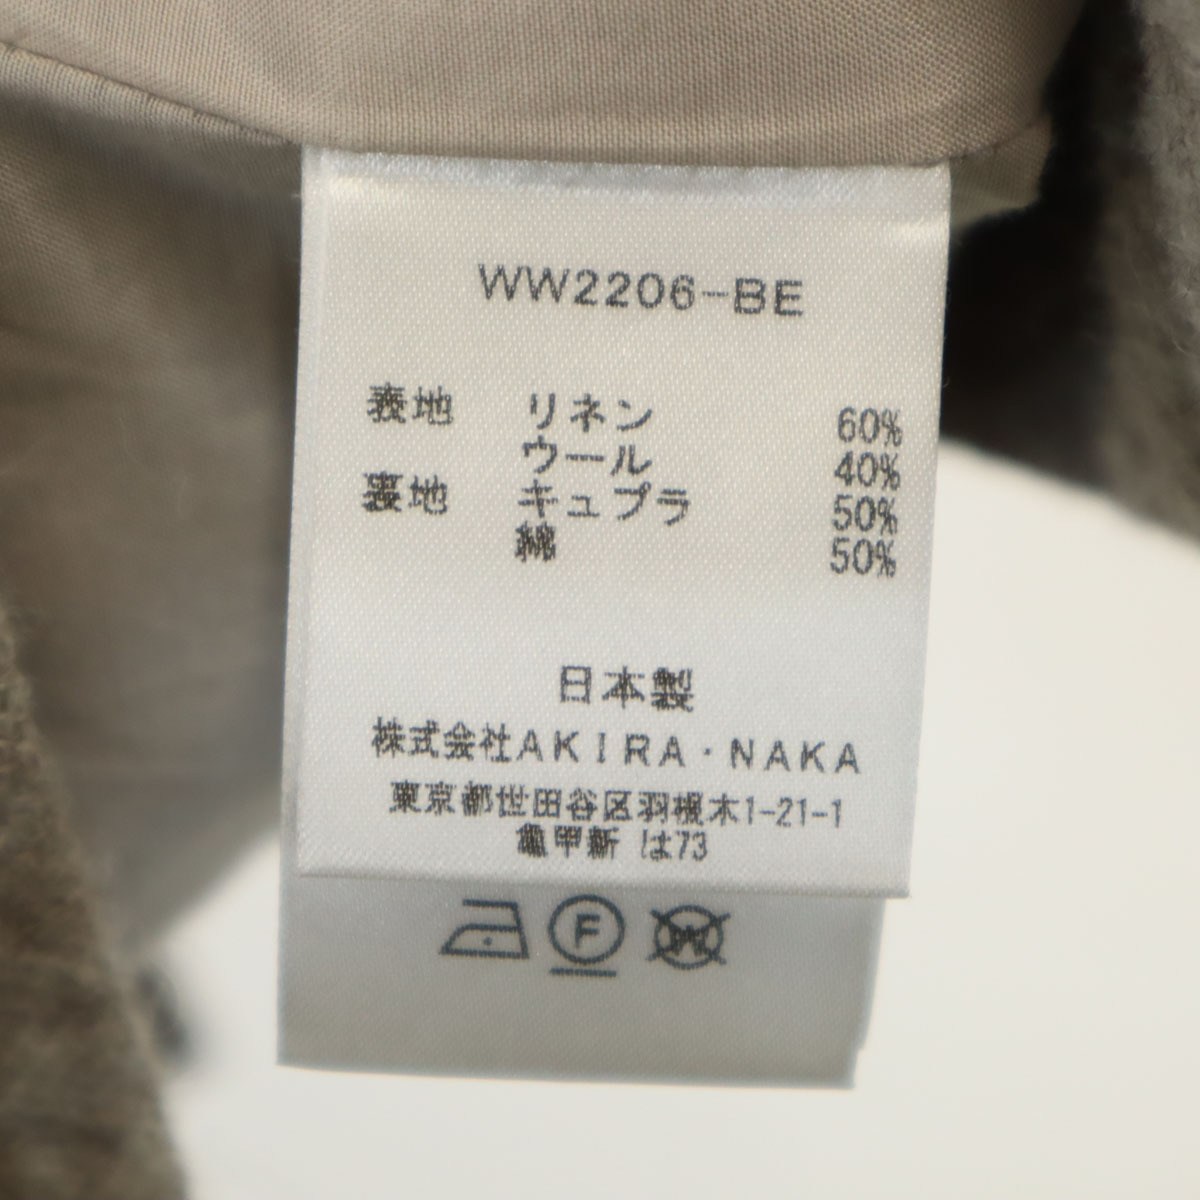 WW2206-BE
表地 リネン 60%
ウール 40%
裏地 キュプラ 50%
綿 50%
日本製
株式会社AKIRA・NAKA
東京都世田谷区羽根木1-21-1
亀甲新 は73
F
W